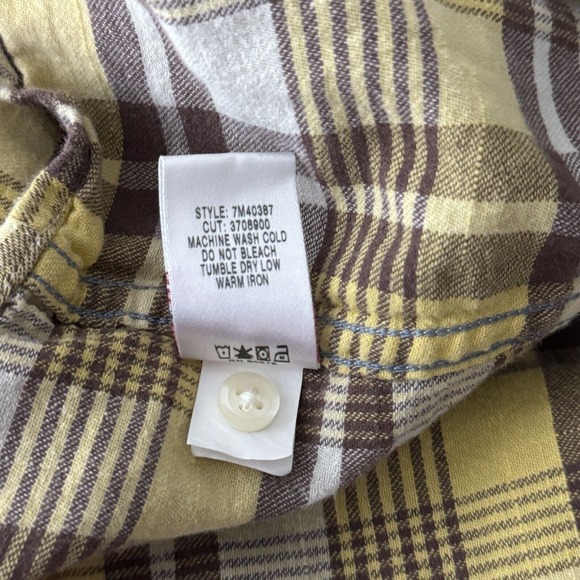 STYLE: 7M40387
CUT: 3708900
MACHINE WASH COLD
DO NOT BLEACH
TUMBLE DRY LOW
WARM IRON